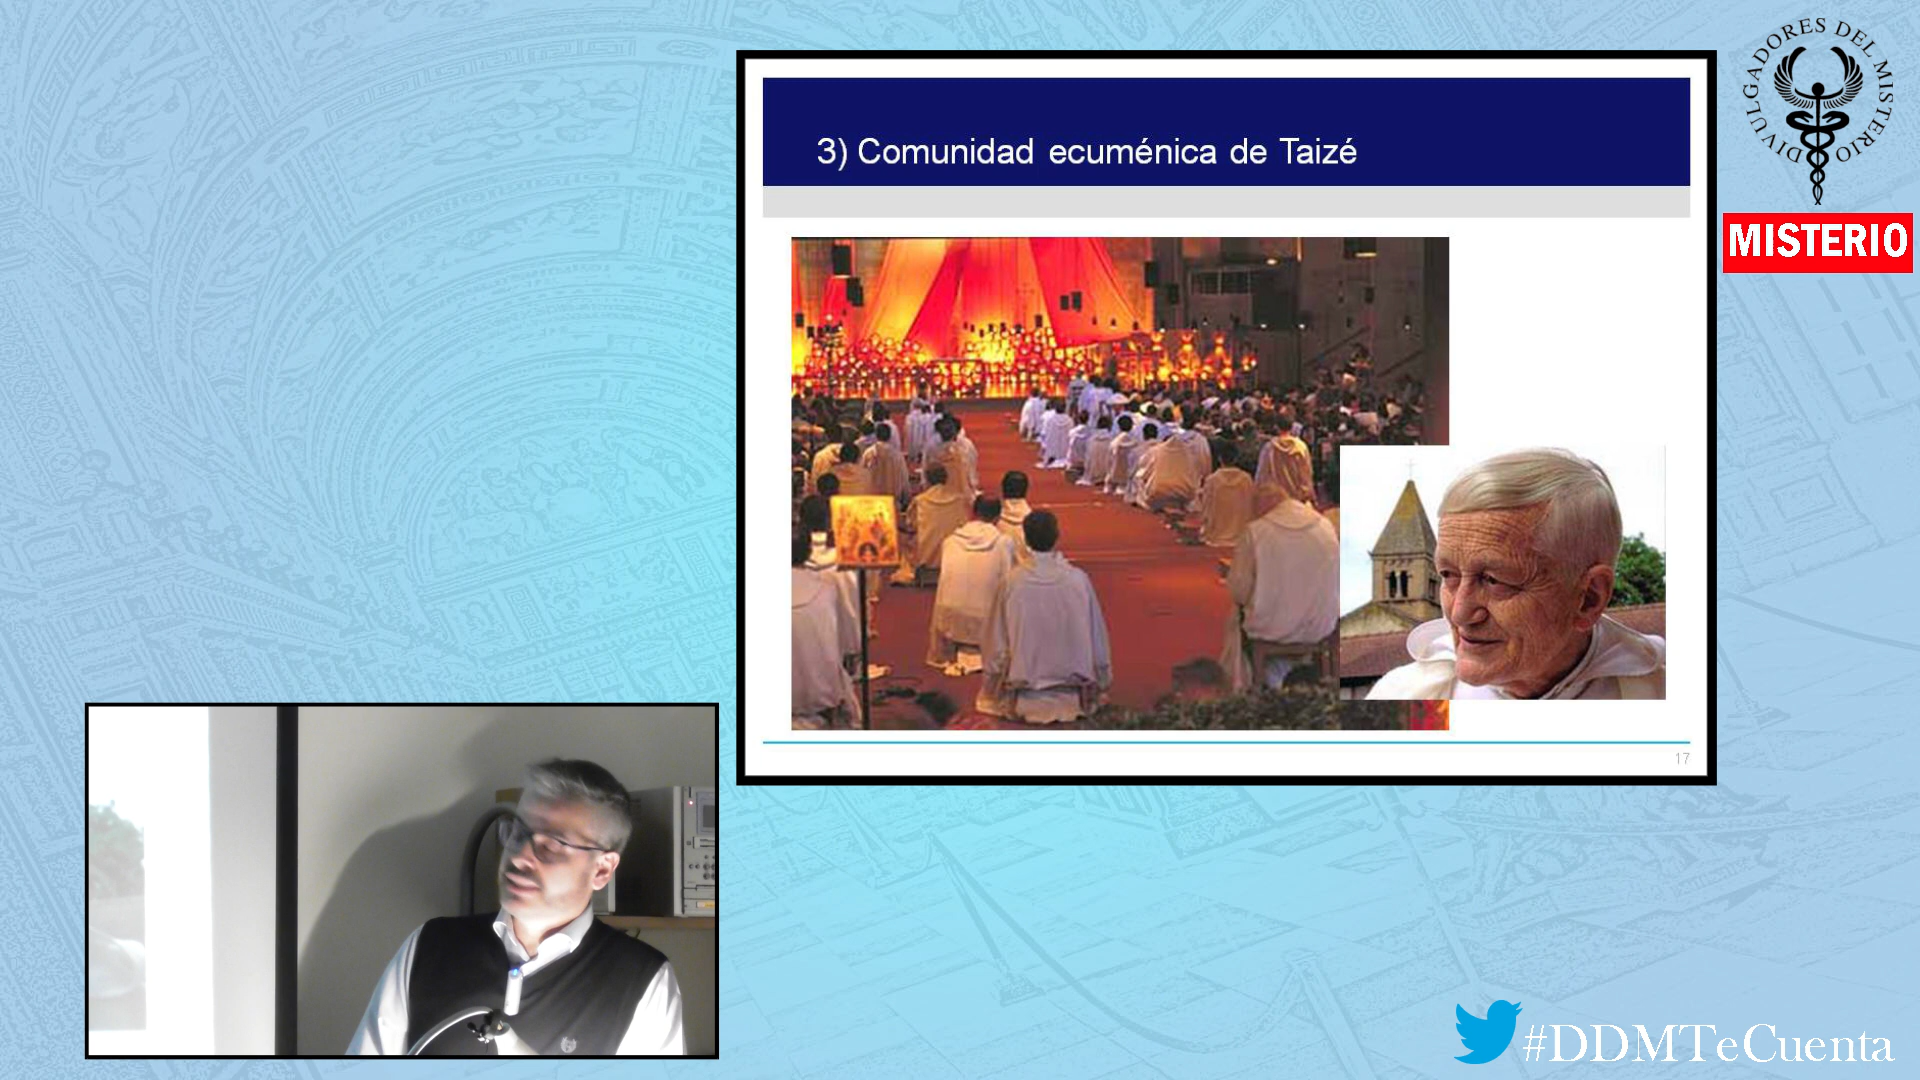 3) Comunidad ecuménica de Taizé
17
DIVULGADORES DEL MISTERIO
MISTERIO
#DDMTeCuenta